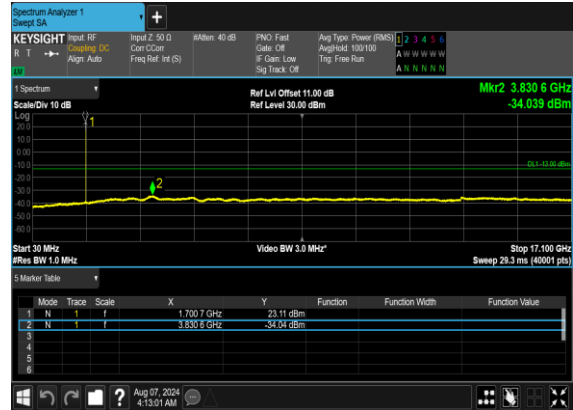 Spectrum Analyzer 1
Swept SA
KEYSIGHT Input: RF Input Z: 50 Ω #Atten: 40 dB PNO: Fast Avg Type: Power (RMS) 1 2 3 4 5 6
R T Coupling: DC Corr CCorr Gate: Off Avg|Hold: 100/100 A W W W W W
Align: Auto Freq Ref: Int (S) IF Gain: Low Trig: Free Run
LW Sig Track: Off A N N N N N
1 Spectrum Ref Lvl Offset 11.00 dB Mkr2 3.830 6 GHz
Scale/Div 10 dB Ref Level 30.00 dBm -34.039 dBm
Log
1
20.0
10.0
0.00
-10.0 DL1 -13.00 dBm
-20.0
2
-30.0
-40.0
-50.0
-60.0
Start 30 MHz Video BW 3.0 MHz* Stop 17.100 GHz
#Res BW 1.0 MHz Sweep 29.3 ms (40001 pts)
5 Marker Table
Mode Trace Scale X Y Function Function Width Function Value
1 N 1 f 1.700 7 GHz 23.11 dBm
2 N 1 f 3.830 6 GHz -34.04 dBm
3
4
5
6
Aug 07, 2024
4:13:01 AM